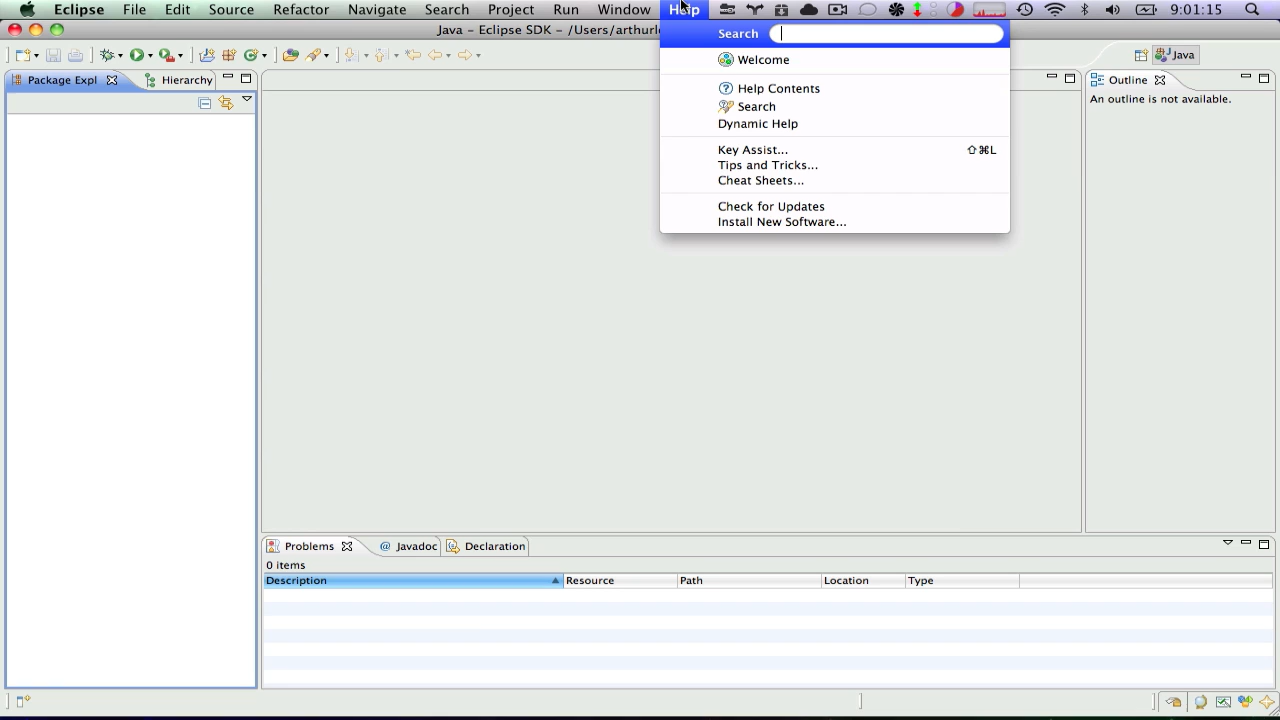 Eclipse File Edit Source Refactor Navigate Search Project Run Window Help 9:01:15
Java – Eclipse SDK – /Users/arthurl
Search
Package Expl Hierarchy
Java
Outline
An outline is not available.
Welcome
Help Contents
Search
Dynamic Help
Key Assist... ⇧⌘L
Tips and Tricks...
Cheat Sheets...
Check for Updates
Install New Software...
Problems @ Javadoc Declaration
0 items
Description Resource Path Location Type